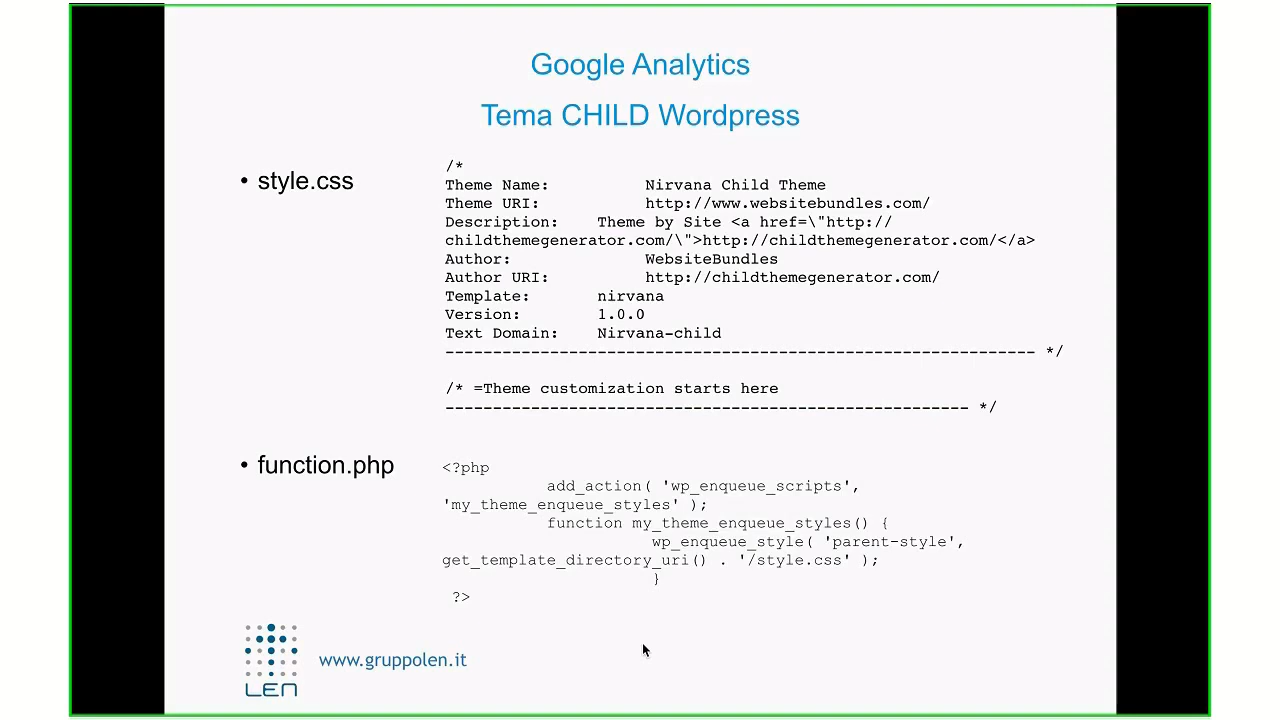 Google Analytics
Tema CHILD Wordpress
• style.css
/*
Theme Name: Nirvana Child Theme
Theme URI: http://www.websitebundles.com/
Description: Theme by Site <a href=\"http://
childthemegenerator.com/\">http://childthemegenerator.com/</a>
Author: WebsiteBundles
Author URI: http://childthemegenerator.com/
Template: nirvana
Version: 1.0.0
Text Domain: Nirvana-child
-------------------------------------------------------------- */
/* =Theme customization starts here
------------------------------------------------------- */
• function.php
<?php
add_action( 'wp_enqueue_scripts',
'my_theme_enqueue_styles' );
function my_theme_enqueue_styles() {
wp_enqueue_style( 'parent-style',
get_template_directory_uri() . '/style.css' );
}
?>
LEN
www.gruppolen.it